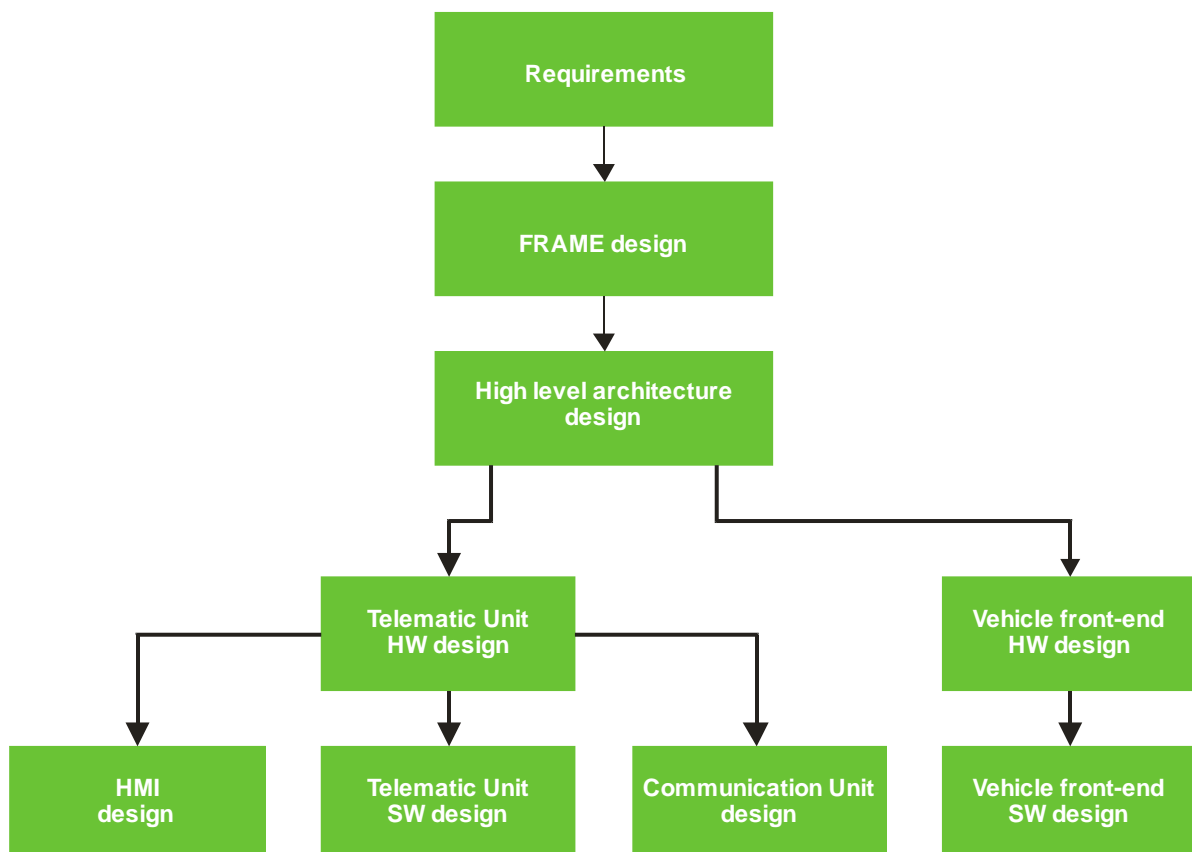 Requirements
FRAME design
High level architecture
design
Telematic Unit
HW design
Vehicle front-end
HW design
HMI
design
Telematic Unit
SW design
Communication Unit
design
Vehicle front-end
SW design